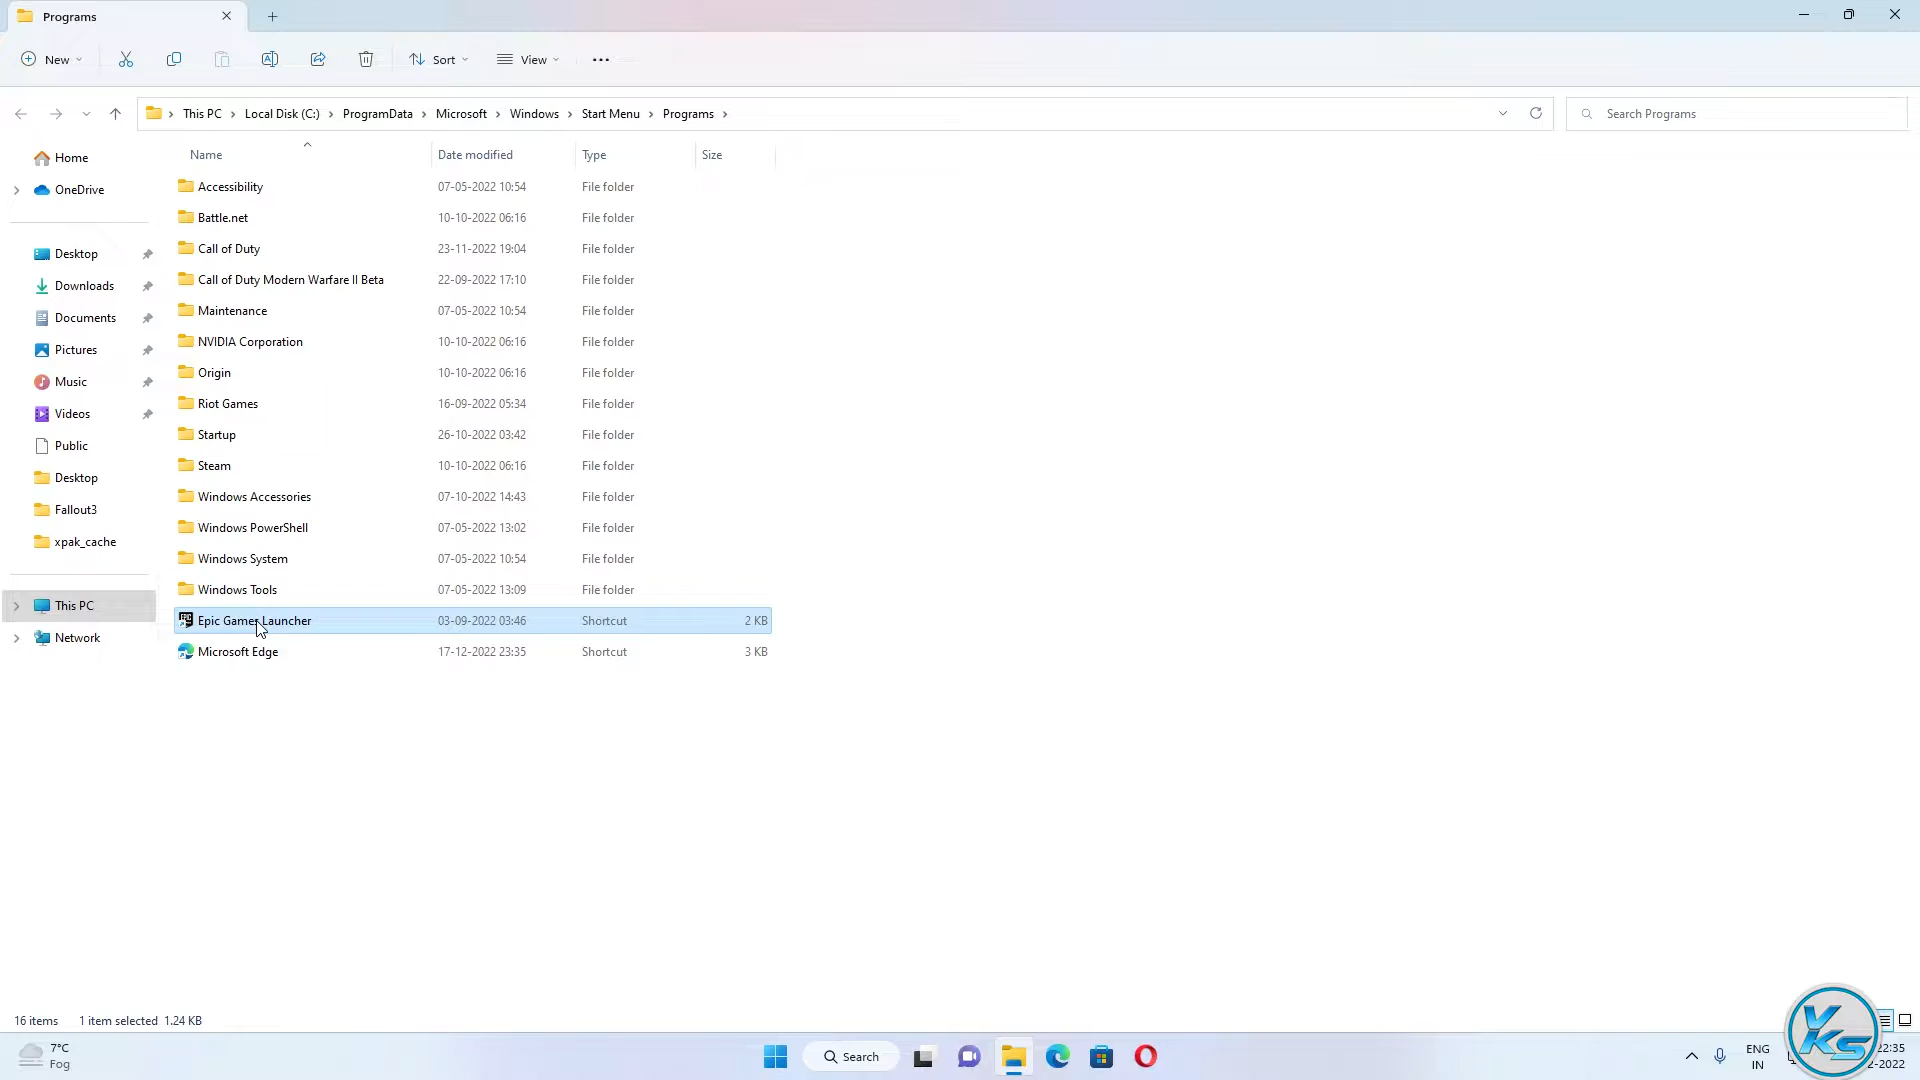 Programs
New
Sort
View
This PC > Local Disk (C:) > ProgramData > Microsoft > Windows > Start Menu > Programs >
Search Programs
Home
OneDrive
Desktop
Downloads
Documents
Pictures
Music
Videos
Public
Desktop
Fallout3
xpak_cache
This PC
Network
Name Date modified Type Size
Accessibility 07-05-2022 10:54 File folder
Battle.net 10-10-2022 06:16 File folder
Call of Duty 23-11-2022 19:04 File folder
Call of Duty Modern Warfare II Beta 22-09-2022 17:10 File folder
Maintenance 07-05-2022 10:54 File folder
NVIDIA Corporation 10-10-2022 06:16 File folder
Origin 10-10-2022 06:16 File folder
Riot Games 16-09-2022 05:34 File folder
Startup 26-10-2022 03:42 File folder
Steam 10-10-2022 06:16 File folder
Windows Accessories 07-10-2022 14:43 File folder
Windows PowerShell 07-05-2022 13:02 File folder
Windows System 07-05-2022 10:54 File folder
Windows Tools 07-05-2022 13:09 File folder
Epic Games Launcher 03-09-2022 03:46 Shortcut 2 KB
Microsoft Edge 17-12-2022 23:35 Shortcut 3 KB
16 items 1 item selected 1.24 KB
7°C
Fog
Search
ENG
IN
22:35
-2022
YKS